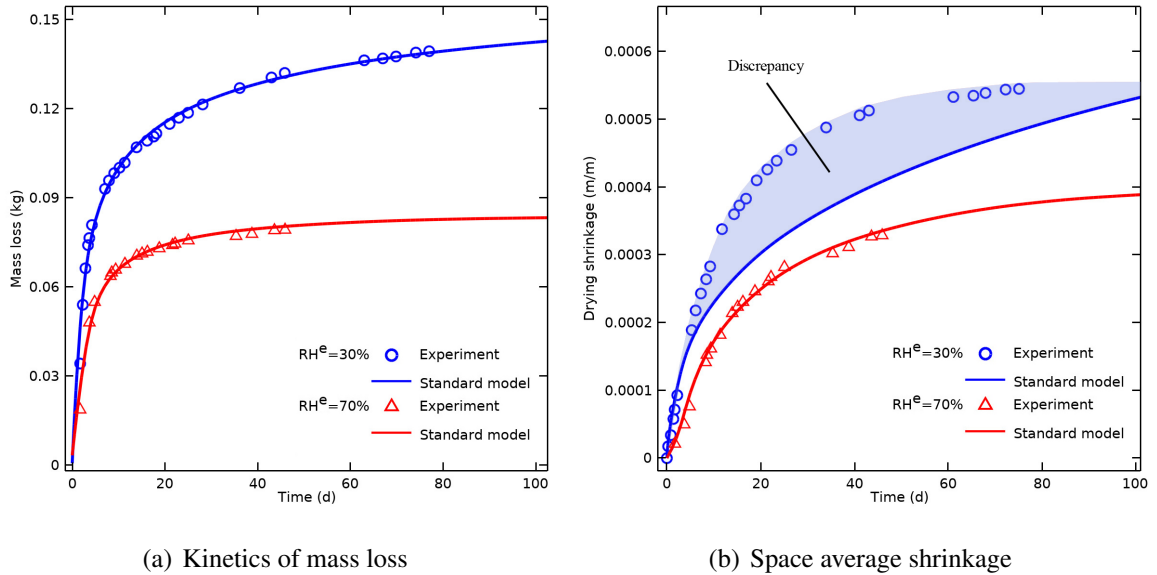 0.15
0.12
0.09
0.06
0.03
0
Mass loss (kg)
RHe=30% Experiment
Standard model
RHe=70% Experiment
Standard model
0 20 40 60 80 100
Time (d)
(a) Kinetics of mass loss
0.0006
0.0005
0.0004
0.0003
0.0002
0.0001
0
Drying shrinkage (m/m)
Discrepancy
RHe=30% Experiment
Standard model
RHe=70% Experiment
Standard model
0 20 40 60 80 100
Time (d)
(b) Space average shrinkage